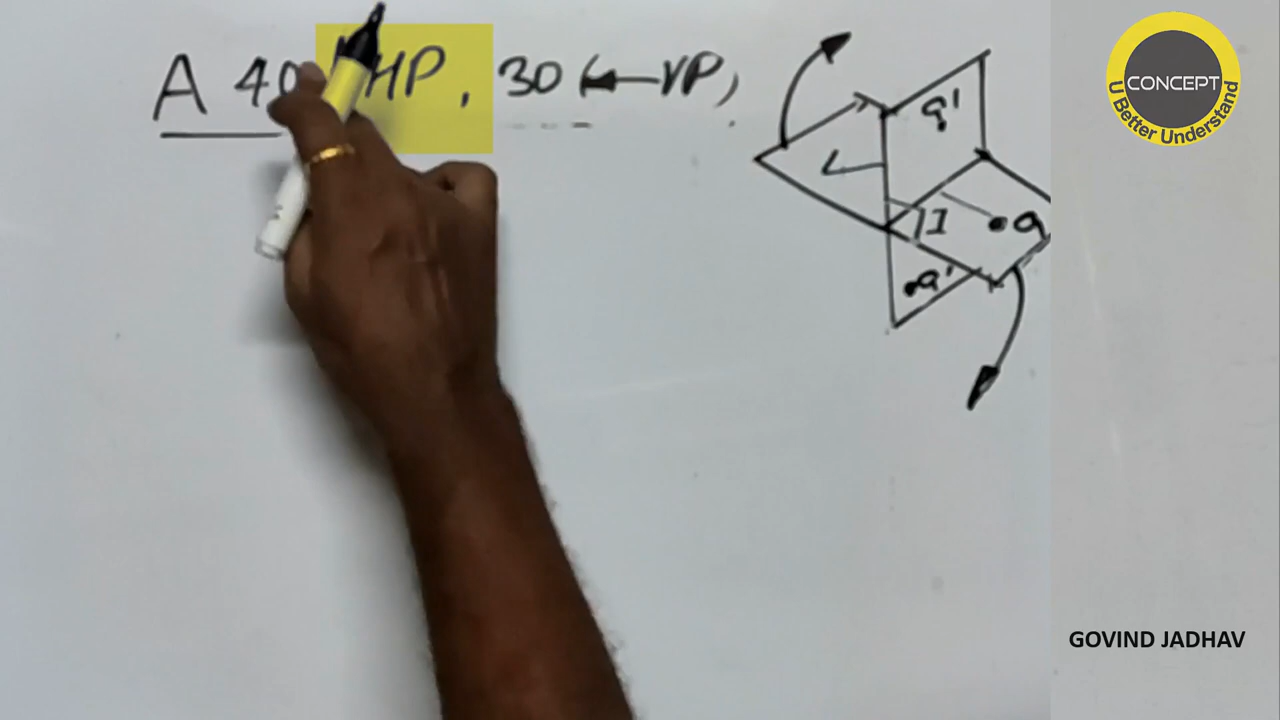 A 40 HP, 30 ← VP,
a'
L
I
a
a'
CONCEPT
U Better Understand
GOVIND JADHAV